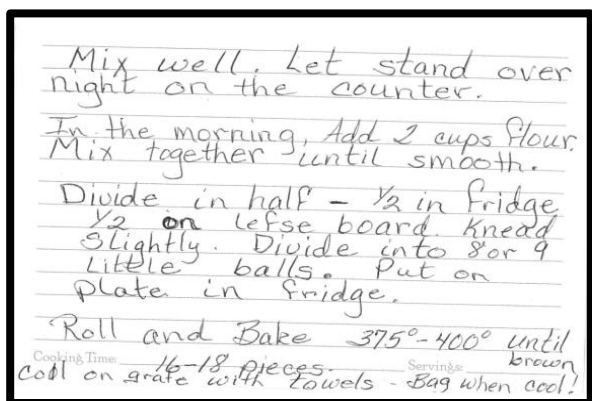 Mix well. Let stand over
night on the counter.
In the morning, Add 2 cups flour.
Mix together until smooth.
Divide in half - 1/2 in fridge
1/2 on lefse board. Knead
Slightly. Divide into 8 or 9
Little balls. Put on
plate in fridge.
Roll and Bake 375° - 400° until
brown
Cooking Time: 16-18 pieces. Servings:
Cool on grate with towels - Bag when cool!